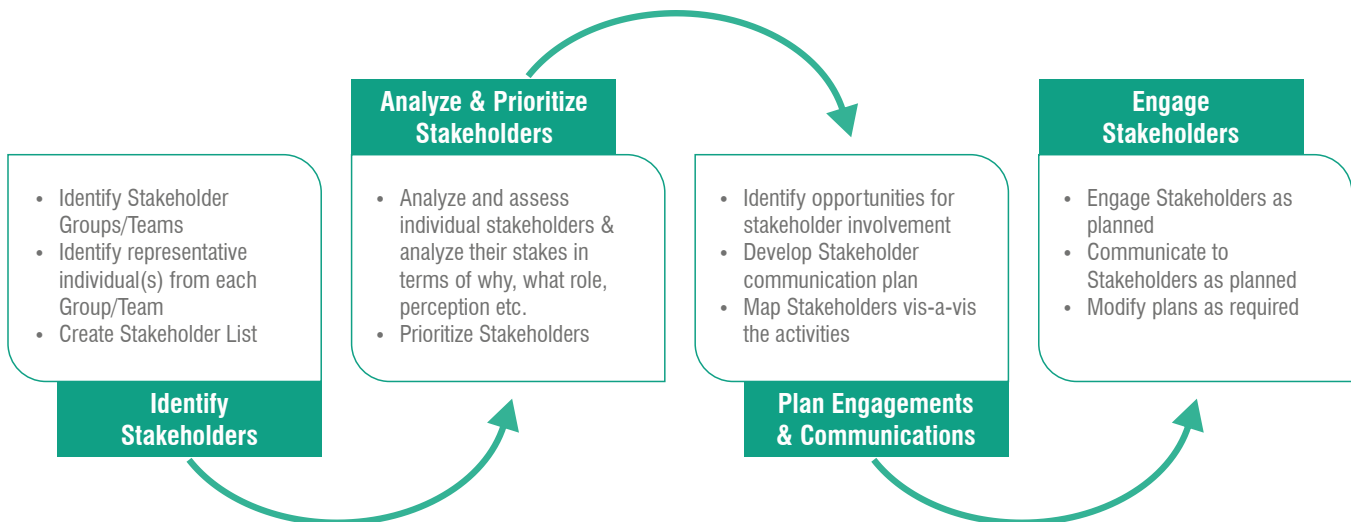 • Identify Stakeholder
Groups/Teams
• Identify representative
individual(s) from each
Group/Team
• Create Stakeholder List
Identify
Stakeholders
Analyze & Prioritize
Stakeholders
• Analyze and assess
individual stakeholders &
analyze their stakes in
terms of why, what role,
perception etc.
• Prioritize Stakeholders
• Identify opportunities for
stakeholder involvement
• Develop Stakeholder
communication plan
• Map Stakeholders vis-a-vis
the activities
Plan Engagements
& Communications
Engage
Stakeholders
• Engage Stakeholders as
planned
• Communicate to
Stakeholders as planned
• Modify plans as required